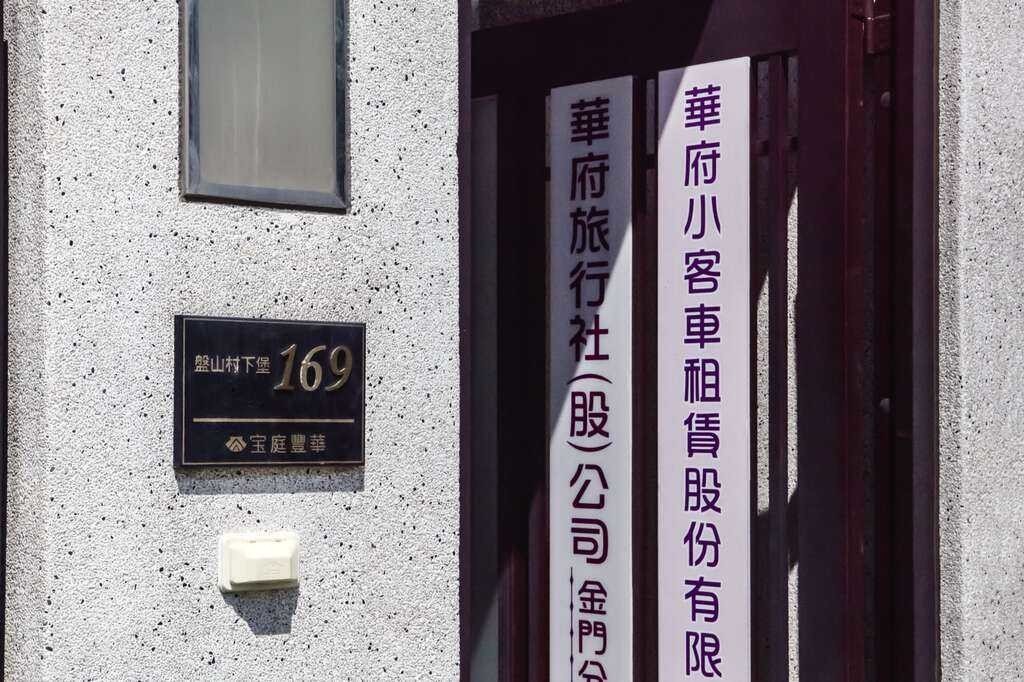 盤山村下堡 169
宝庭豐華
華府旅行社(股)公司 金門分
華府小客車租賃股份有限